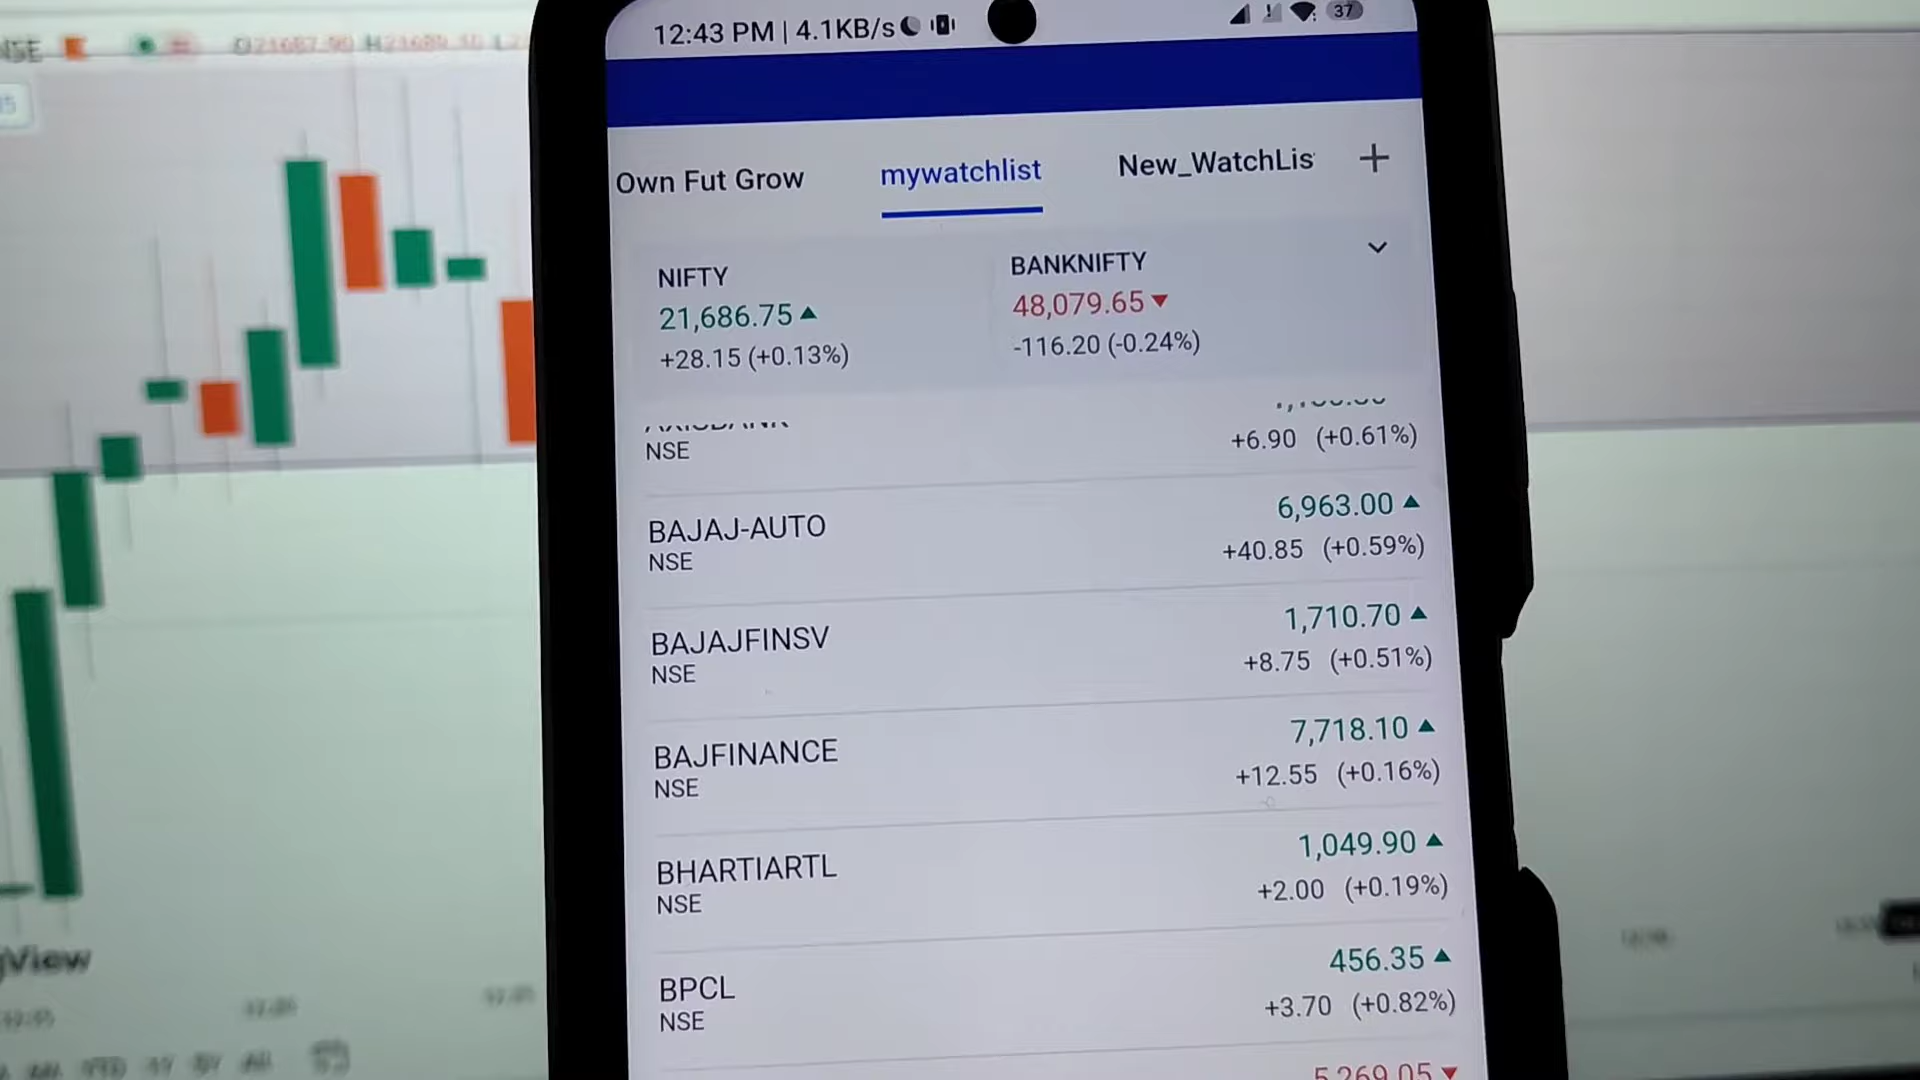 12:43 PM | 4.1KB/s
37
Own Fut Grow
mywatchlist
New_WatchLis
+
NIFTY
21,686.75▲
+28.15 (+0.13%)
BANKNIFTY
48,079.65▼
-116.20 (-0.24%)
NSE
+6.90 (+0.61%)
BAJAJ-AUTO
NSE
6,963.00▲
+40.85 (+0.59%)
BAJAJFINSV
NSE
1,710.70▲
+8.75 (+0.51%)
BAJFINANCE
NSE
7,718.10▲
+12.55 (+0.16%)
BHARTIARTL
NSE
1,049.90▲
+2.00 (+0.19%)
BPCL
NSE
456.35▲
+3.70 (+0.82%)
5,269.05▼
NSE
View